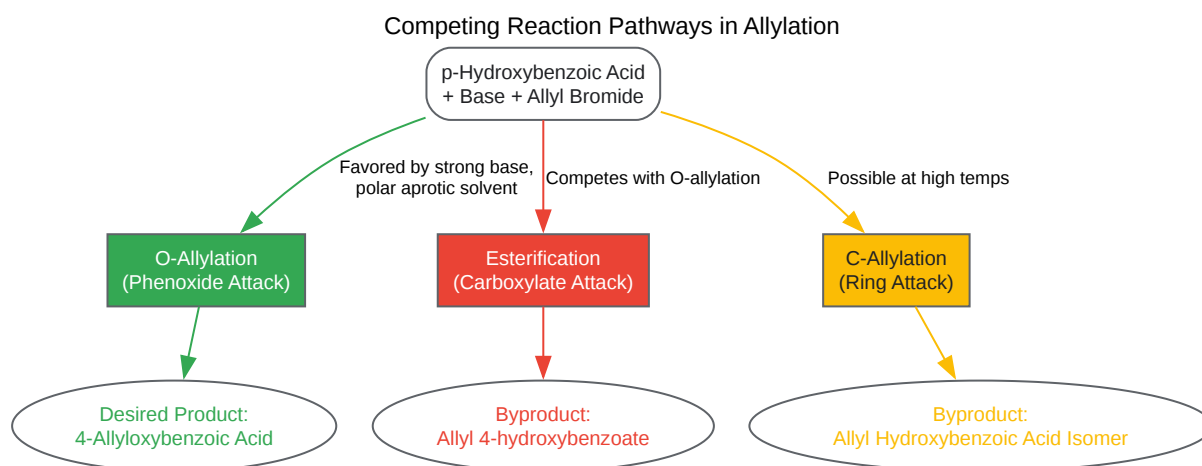 Competing Reaction Pathways in Allylation
p-Hydroxybenzoic Acid
+ Base + Allyl Bromide
Favored by strong base,
polar aprotic solvent
Competes with O-allylation
Possible at high temps
O-Allylation
(Phenoxide Attack)
Esterification
(Carboxylate Attack)
C-Allylation
(Ring Attack)
Desired Product:
4-Allyloxybenzoic Acid
Byproduct:
Allyl 4-hydroxybenzoate
Byproduct:
Allyl Hydroxybenzoic Acid Isomer